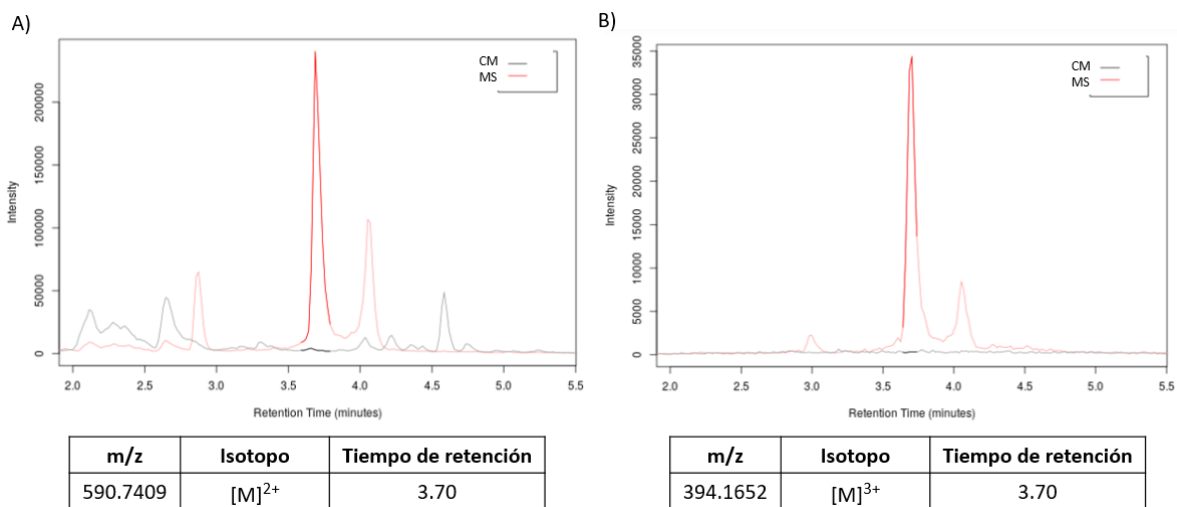 A)
CM
MS
Intensity
0
50000
100000
150000
200000
2.0 2.5 3.0 3.5 4.0 4.5 5.0 5.5
Retention Time (minutes)
m/z Isotopo Tiempo de retención
590.7409 [M]2+ 3.70
B)
CM
MS
Intensity
0
5000
10000
15000
20000
25000
30000
35000
2.0 2.5 3.0 3.5 4.0 4.5 5.0 5.5
Retention Time (minutes)
m/z Isotopo Tiempo de retención
394.1652 [M]3+ 3.70